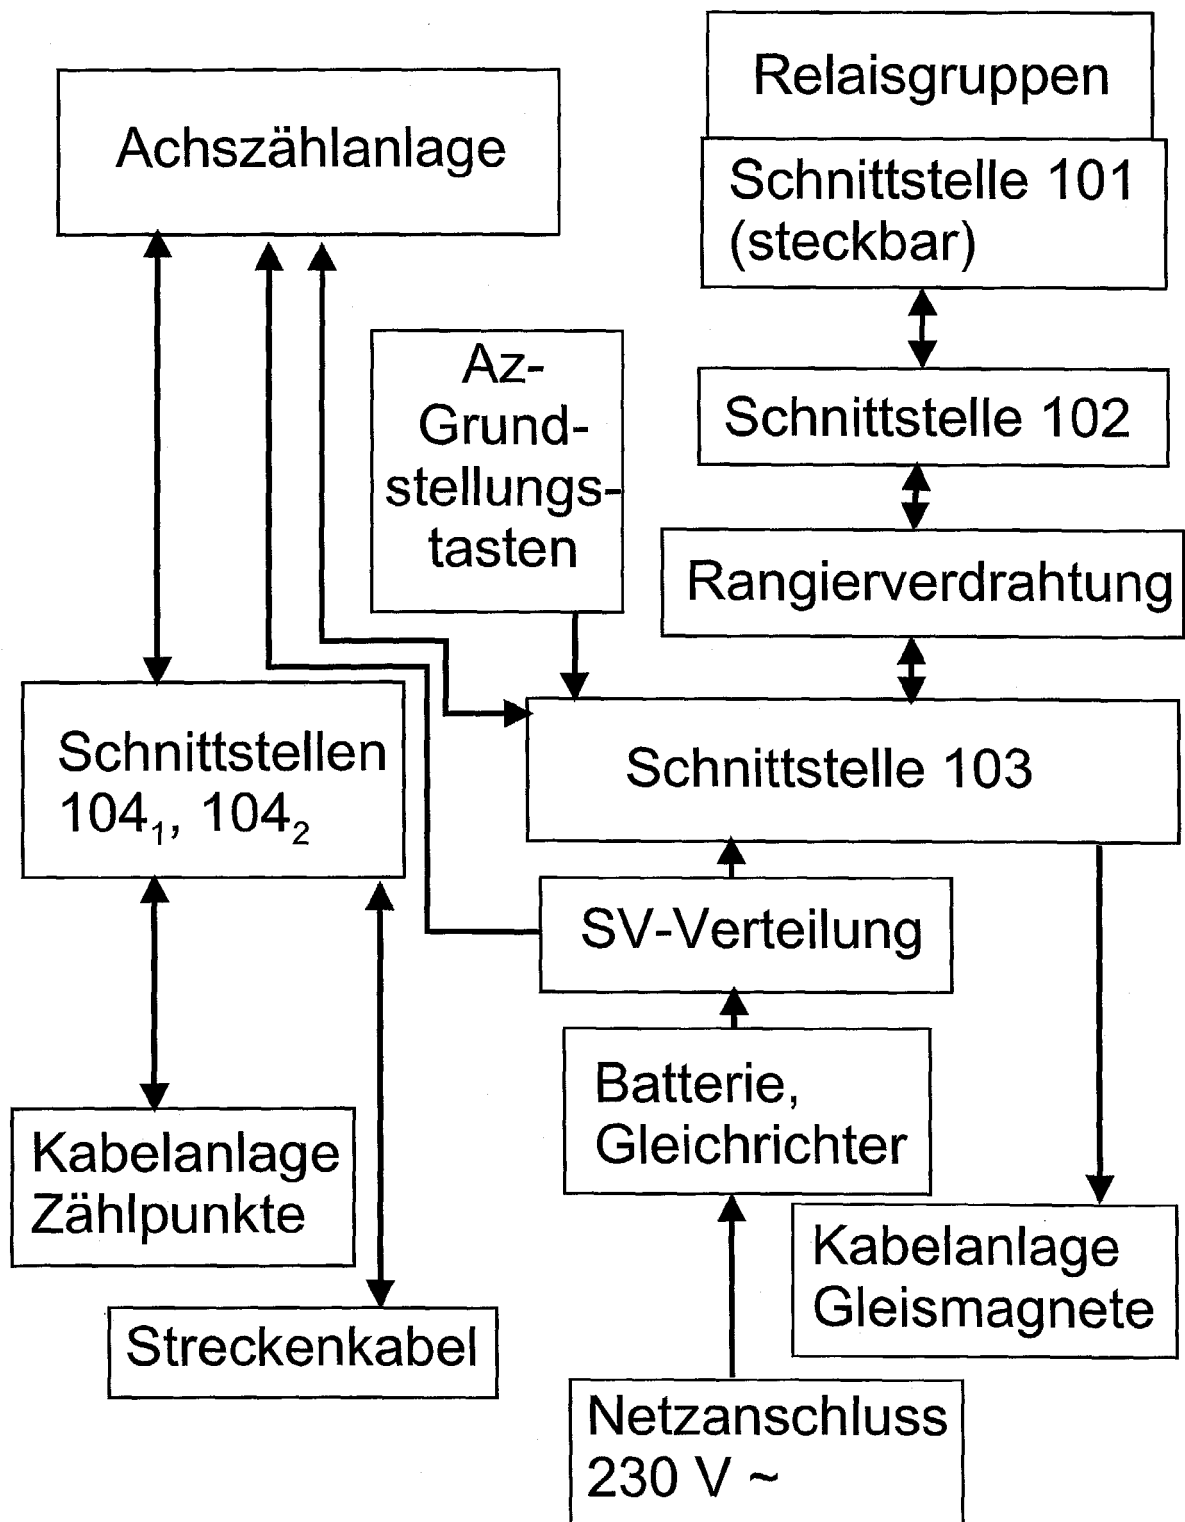 Relaisgruppen
Achszählanlage
Schnittstelle 101
(steckbar)
Az-
Grund-
stellungs-
tasten
Schnittstelle 102
Rangierverdrahtung
Schnittstellen
104₁, 104₂
Schnittstelle 103
SV-Verteilung
Batterie,
Gleichrichter
Kabelanlage
Zählpunkte
Kabelanlage
Gleismagnete
Streckenkabel
Netzanschluss
230 V ~